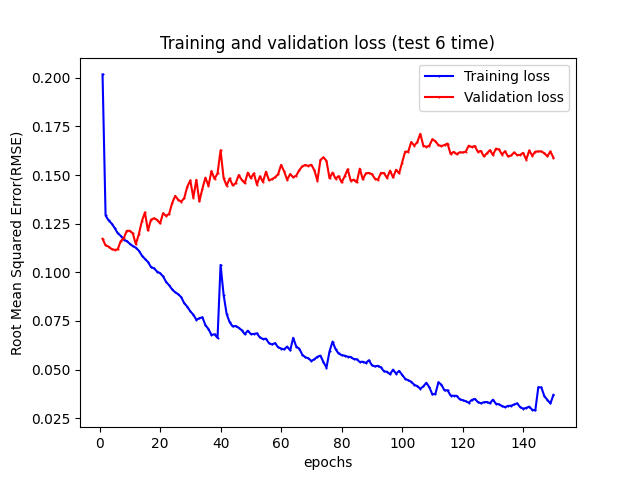 Training and validation loss (test 6 time)
Training loss
Validation loss
Root Mean Squared Error(RMSE)
0.200
0.175
0.150
0.125
0.100
0.075
0.050
0.025
0 20 40 60 80 100 120 140
epochs